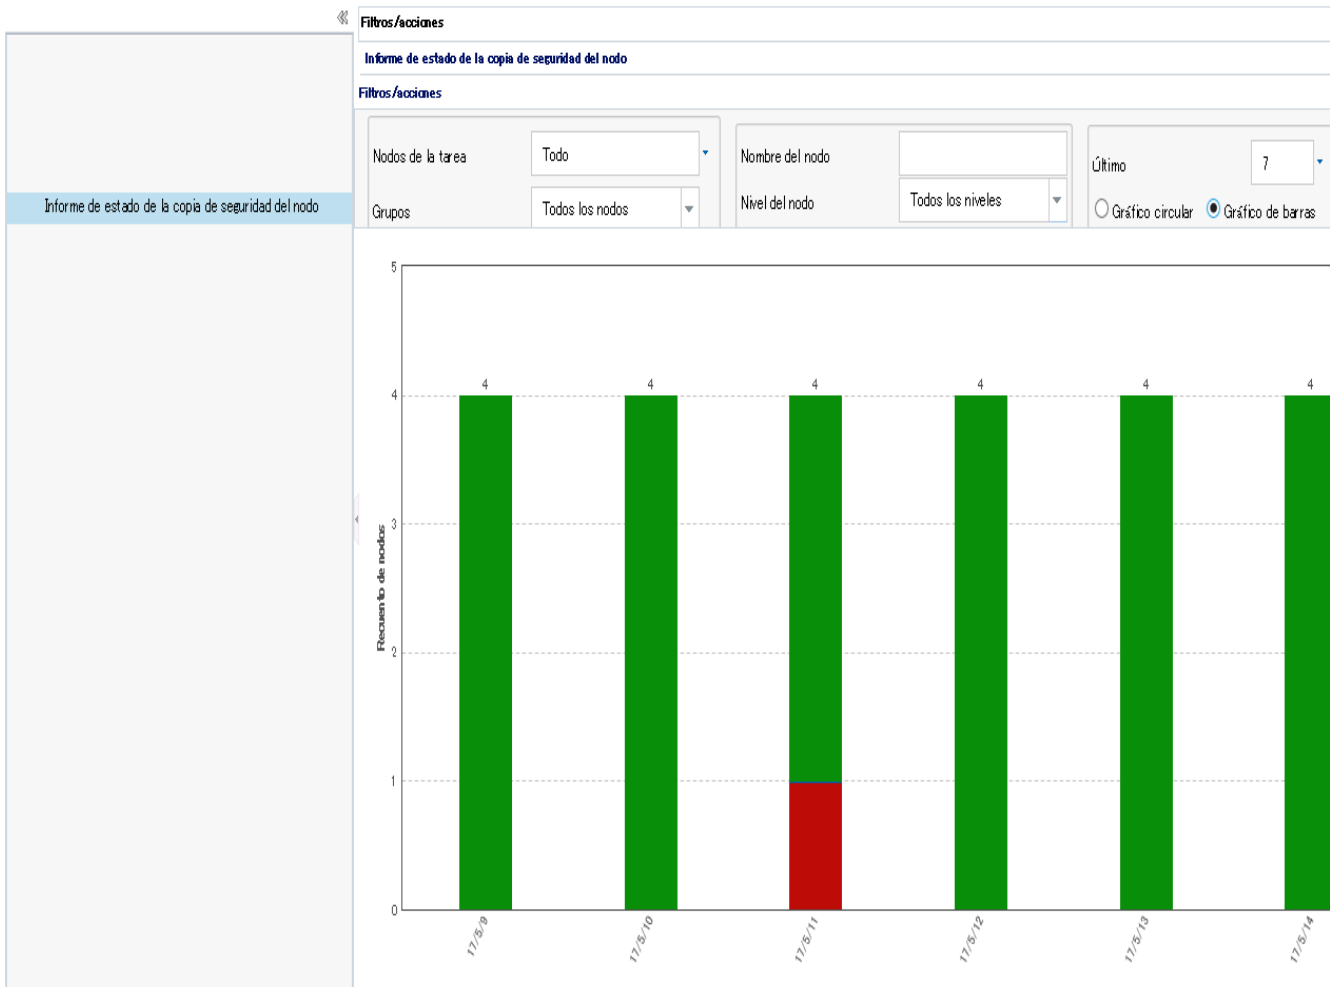 Filtros/acciones
Informe de estado de la copia de seguridad del nodo
Filtros/acciones
Nodos de la tarea Todo
Grupos Todos los nodos
Nombre del nodo
Nivel del nodo Todos los niveles
Último 7
Gráfico circular Gráfico de barras
Informe de estado de la copia de seguridad del nodo
5
4
3
2
1
0
Recuento de nodos
4 4 4 4 4 4
17/5/9 17/5/10 17/5/11 17/5/12 17/5/13 17/5/14